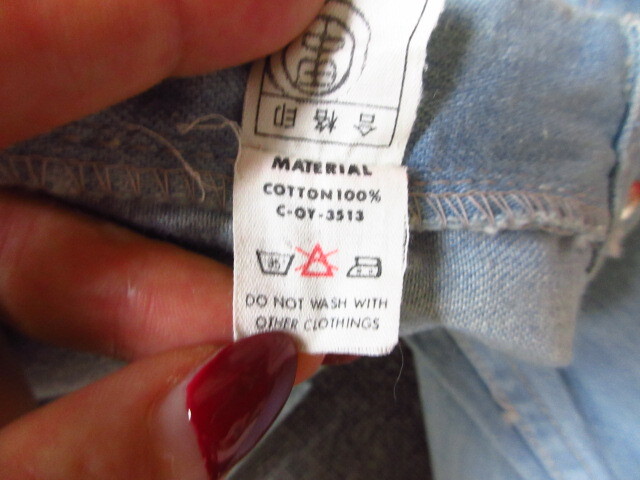 合格印
MATERIAL
COTTON100%
C-OY-3513
DO NOT WASH WITH
OTHER CLOTHINGS